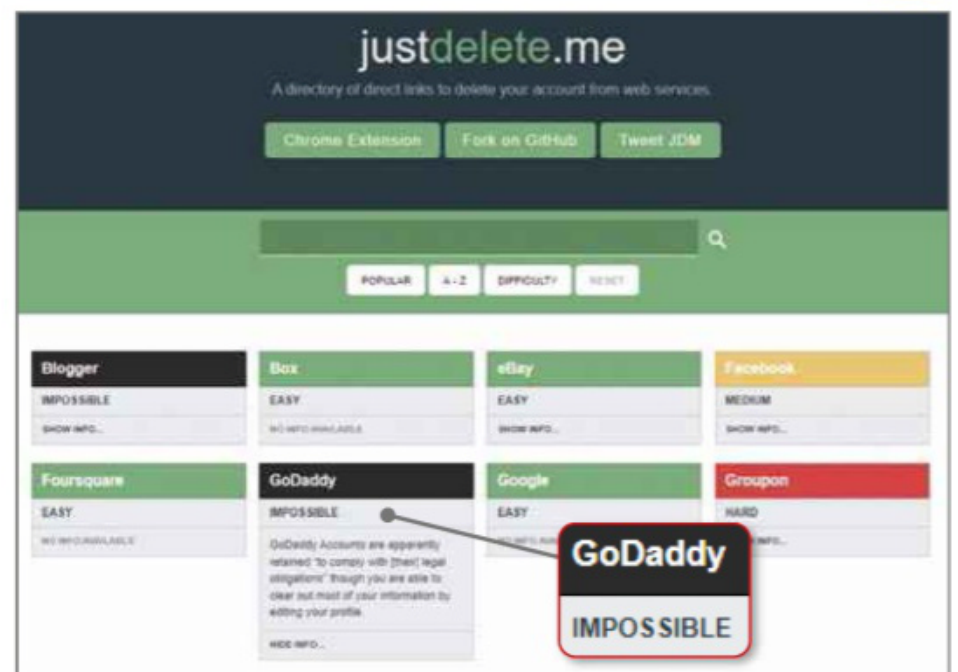 justdelete.me
A directory of direct links to delete your account from web services.
Chrome Extension Fork on GitHub Tweet JDM
POPULAR A - Z DIFFICULTY RESET
Blogger Box eBay Facebook
IMPOSSIBLE EASY EASY MEDIUM
SHOW INFO... NO INFO AVAILABLE SHOW INFO... SHOW INFO...
Foursquare GoDaddy Google Groupon
EASY IMPOSSIBLE EASY HARD
NO INFO AVAILABLE NO INFO INFO...
GoDaddy Accounts are apparently
retained "to comply with [their] legal
obligations" though you are able to
clear out most of your information by
editing your profile.
HIDE INFO...
GoDaddy
IMPOSSIBLE